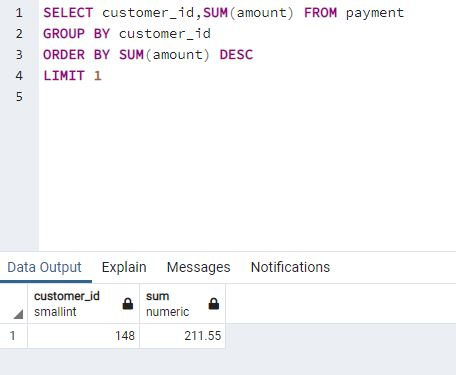 1 SELECT customer_id,SUM(amount) FROM payment
2 GROUP BY customer_id
3 ORDER BY SUM(amount) DESC
4 LIMIT 1
5
Data Output Explain Messages Notifications
customer_id sum
smallint numeric
1 148 211.55